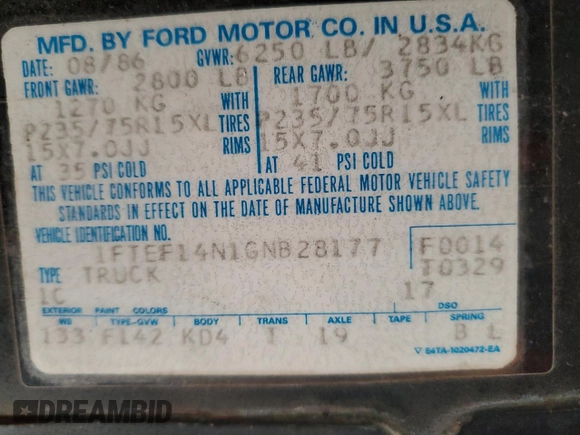 MFD. BY FORD MOTOR CO. IN U.S.A.
DATE: 08/86 GVWR: 6250 LB/ 2834KG
FRONT GAWR: 2800 LB REAR GAWR: 3750 LB
1270 KG WITH 1700 KG WITH
P235/75R15XL TIRES P235/75R15XL TIRES
15X7.0JJ RIMS 15X7.0JJ RIMS
AT 35 PSI COLD AT 41 PSI COLD
THIS VEHICLE CONFORMS TO ALL APPLICABLE FEDERAL MOTOR VEHICLE SAFETY
STANDARDS IN EFFECT ON THE DATE OF MANUFACTURE SHOWN ABOVE.
VEHICLE IDENTIFICATION NO.
1FTEF14N1GNB28177 F0014
TYPE TRUCK T0329
1C 17
EXTERIOR PAINT COLORS DSO
WB TYPE-GVW BODY TRANS AXLE TAPE SPRING
133 F142 KD4 T 19 B L
E4TA-1020472-EA
DREAMBID